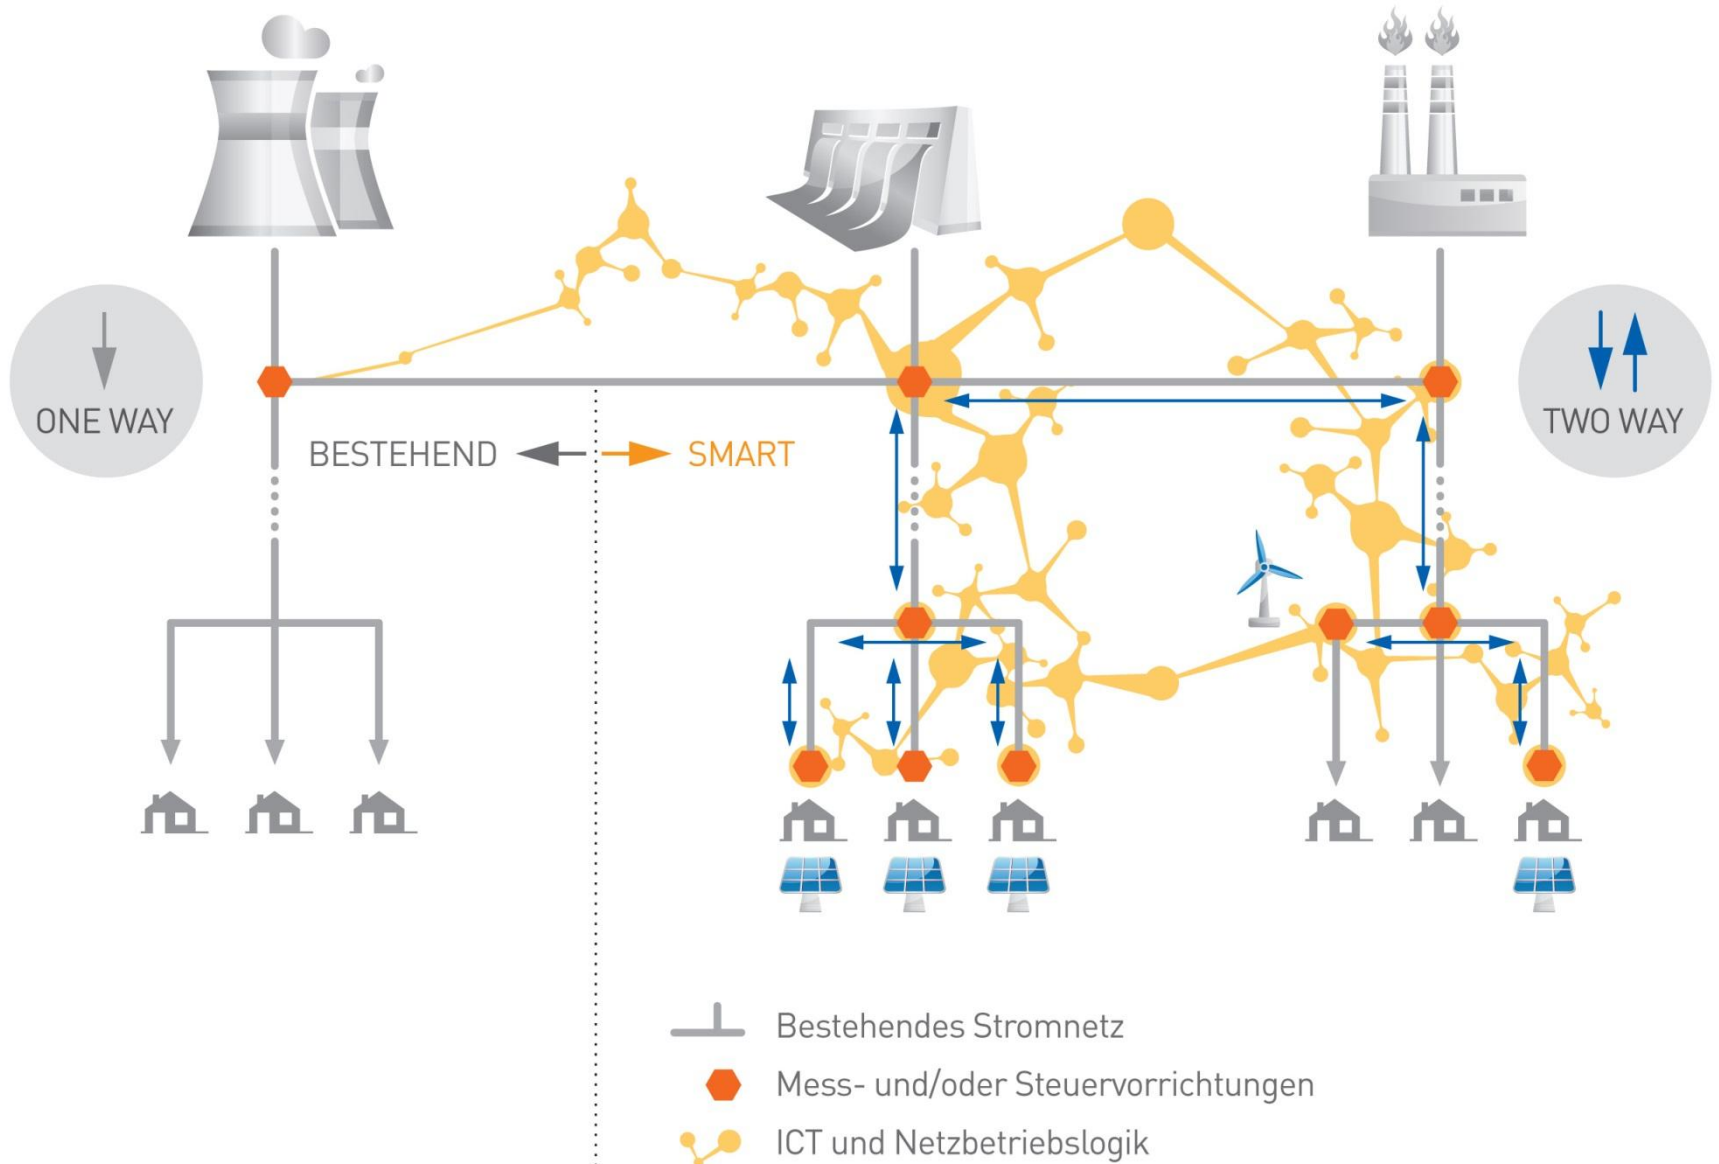 ONE WAY
BESTEHEND
SMART
TWO WAY
Bestehendes Stromnetz
Mess- und/oder Steuervorrichtungen
ICT und Netzbetriebslogik